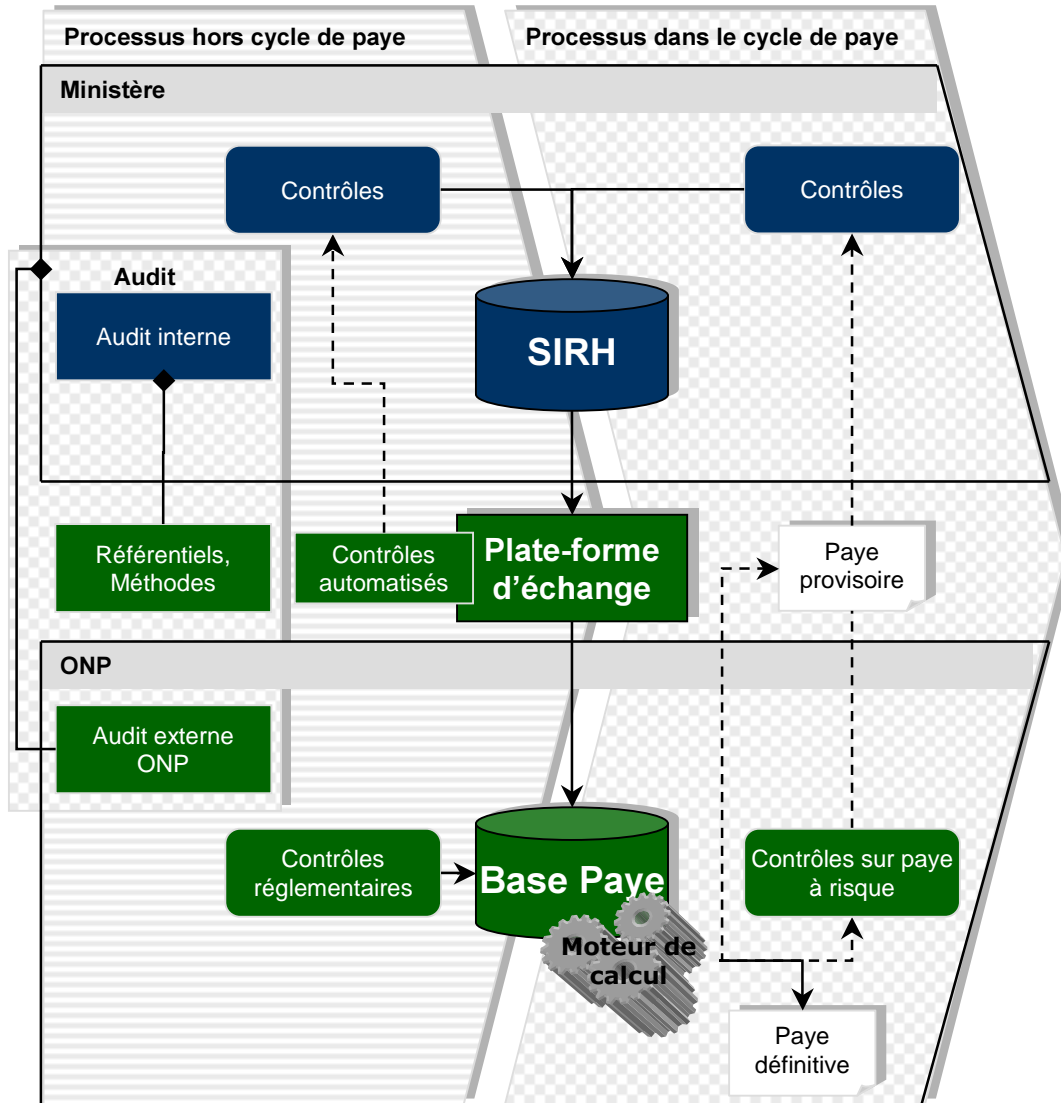 Processus hors cycle de paye
Processus dans le cycle de paye
Ministère
Contrôles
Contrôles
Audit
Audit interne
SIRH
Référentiels,
Méthodes
Contrôles
automatisés
Plate-forme
d'échange
Paye
provisoire
ONP
Audit externe
ONP
Contrôles
réglementaires
Base Paye
Contrôles sur paye
à risque
Moteur de
calcul
Paye
définitive